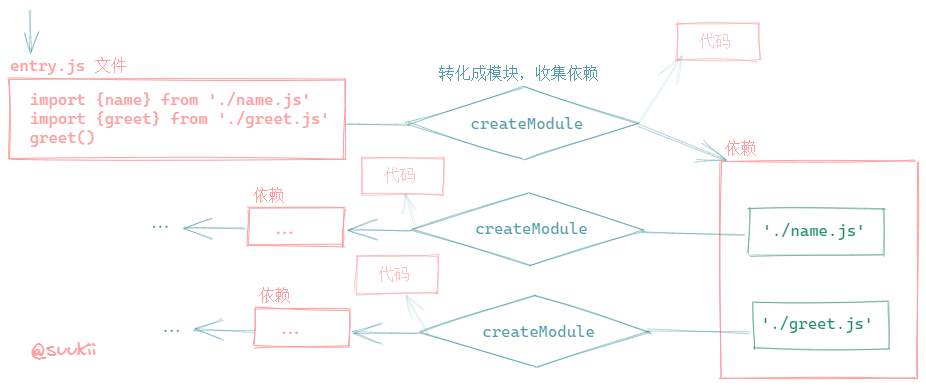 代码
entry.js 文件
转化成模块，收集依赖
import {name} from './name.js'
import {greet} from './greet.js'
greet()
createModule
依赖
代码
依赖
...
...
createModule
'./name.js'
代码
依赖
...
...
createModule
'./greet.js'
@suukii